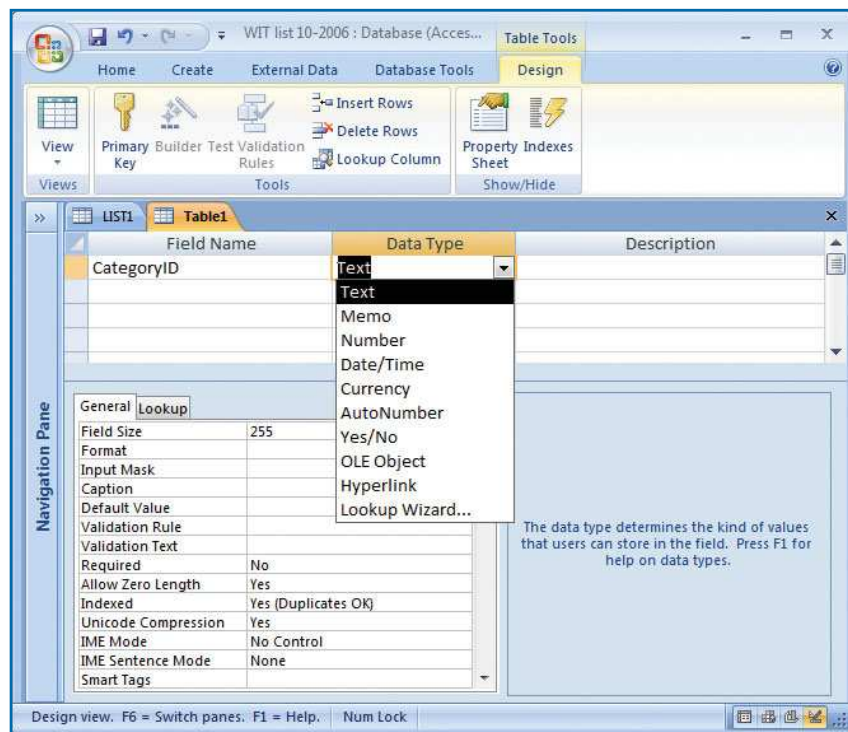 WIT list 10-2006 : Database (Acces...
Table Tools
Home Create External Data Database Tools Design
View
Primary Key
Builder
Test Validation Rules
Insert Rows
Delete Rows
Lookup Column
Property Sheet
Indexes
Views
Tools
Show/Hide
»
LIST1
Table1
Navigation Pane
Field Name Data Type Description
CategoryID Text
Text
Memo
Number
Date/Time
Currency
AutoNumber
Yes/No
OLE Object
Hyperlink
Lookup Wizard...
General Lookup
Field Size 255
Format
Input Mask
Caption
Default Value
Validation Rule
Validation Text
Required No
Allow Zero Length Yes
Indexed Yes (Duplicates OK)
Unicode Compression Yes
IME Mode No Control
IME Sentence Mode None
Smart Tags
The data type determines the kind of values
that users can store in the field. Press F1 for
help on data types.
Design view. F6 = Switch panes. F1 = Help. Num Lock